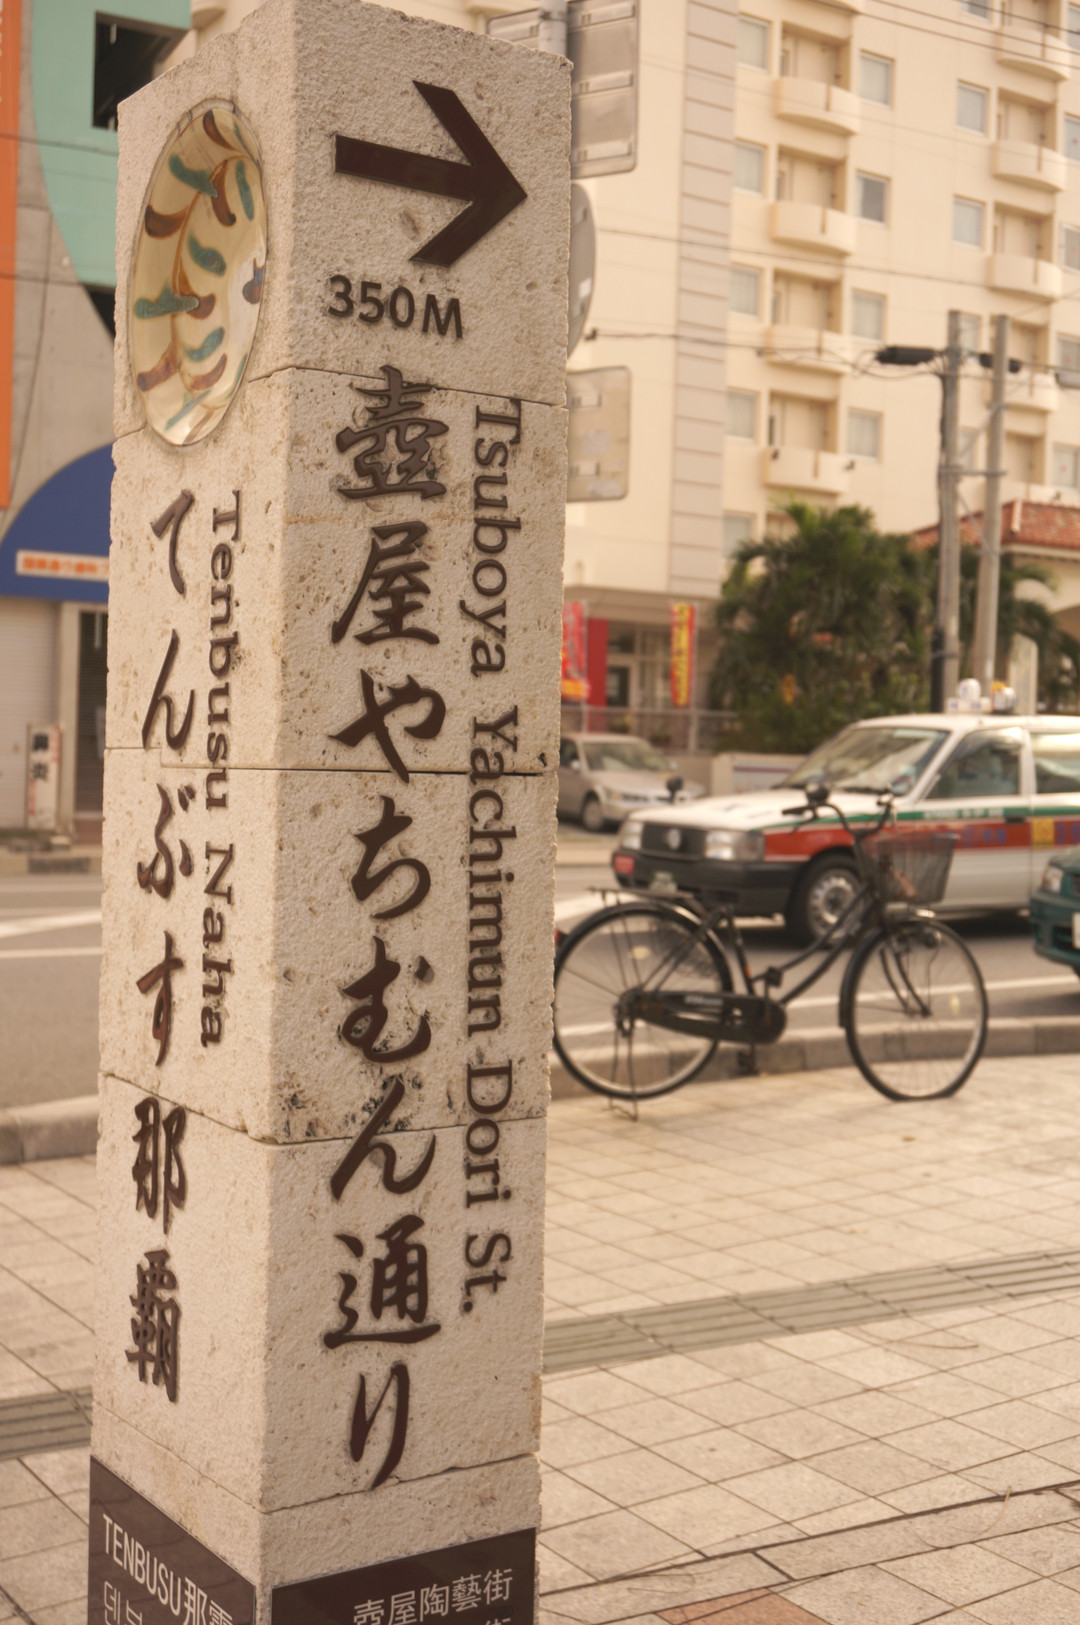 てんぶす那覇
Tenbusu Naha
TENBUSU那覇
350M
壺屋やちむん通り
Tsuboya Yachimun Dori St.
壺屋陶藝街